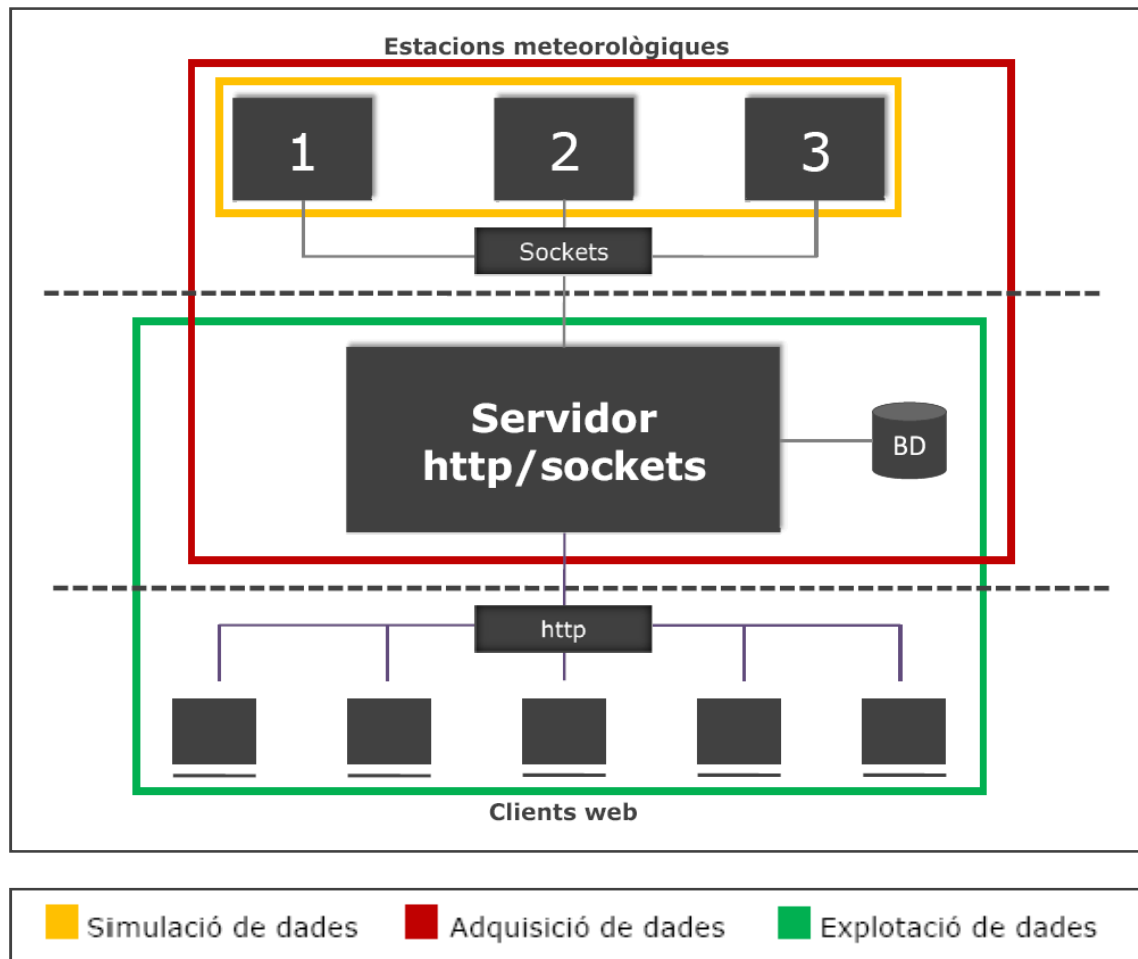 Estacions meteorològiques
1
2
3
Sockets
Servidor
http/sockets
BD
http
Clients web
Simulació de dades
Adquisició de dades
Explotació de dades